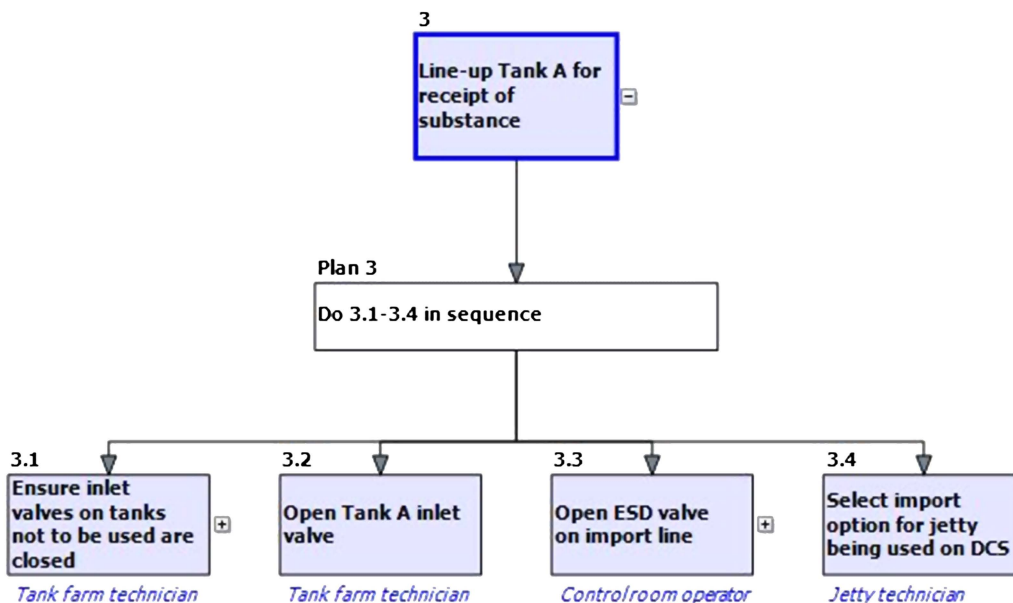 3
Line-up Tank A for
receipt of
substance
Plan 3
Do 3.1-3.4 in sequence
3.1
Ensure inlet
valves on tanks
not to be used are
closed
Tank farm technician
3.2
Open Tank A inlet
valve
Tank farm technician
3.3
Open ESD valve
on import line
Control room operator
3.4
Select import
option for jetty
being used on DCS
Jetty technician